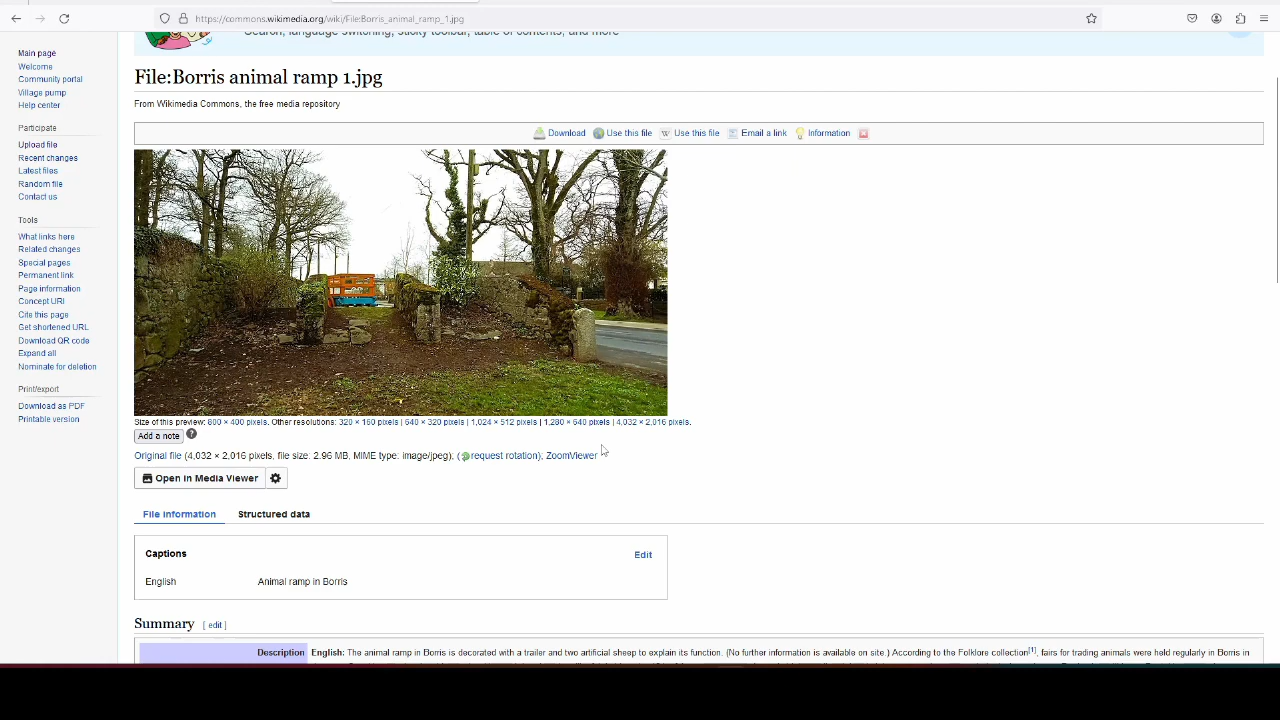 https://commons.wikimedia.org/wiki/File:Borris_animal_ramp_1.jpg
Search, language switching, sticky toolbar, table of contents, and more
Main page
Welcome
Community portal
Village pump
Help center
Participate
Upload file
Recent changes
Latest files
Random file
Contact us
Tools
What links here
Related changes
Special pages
Permanent link
Page information
Concept URI
Cite this page
Get shortened URL
Download QR code
Expand all
Nominate for deletion
Print/export
Download as PDF
Printable version
File:Borris animal ramp 1.jpg
From Wikimedia Commons, the free media repository
Download Use this file W Use this file Email a link Information
Size of this preview: 800 × 400 pixels. Other resolutions: 320 × 160 pixels | 640 × 320 pixels | 1,024 × 512 pixels | 1,280 × 640 pixels | 4,032 × 2,016 pixels.
Add a note ?
Original file (4,032 × 2,016 pixels, file size: 2.96 MB, MIME type: image/jpeg); (request rotation); ZoomViewer
Open in Media Viewer
File information Structured data
Captions Edit
English Animal ramp in Borris
Summary [ edit ]
Description English: The animal ramp in Borris is decorated with a trailer and two artificial sheep to explain its function. (No further information is available on site.) According to the Folklore collection[1], fairs for trading animals were held regularly in Borris in